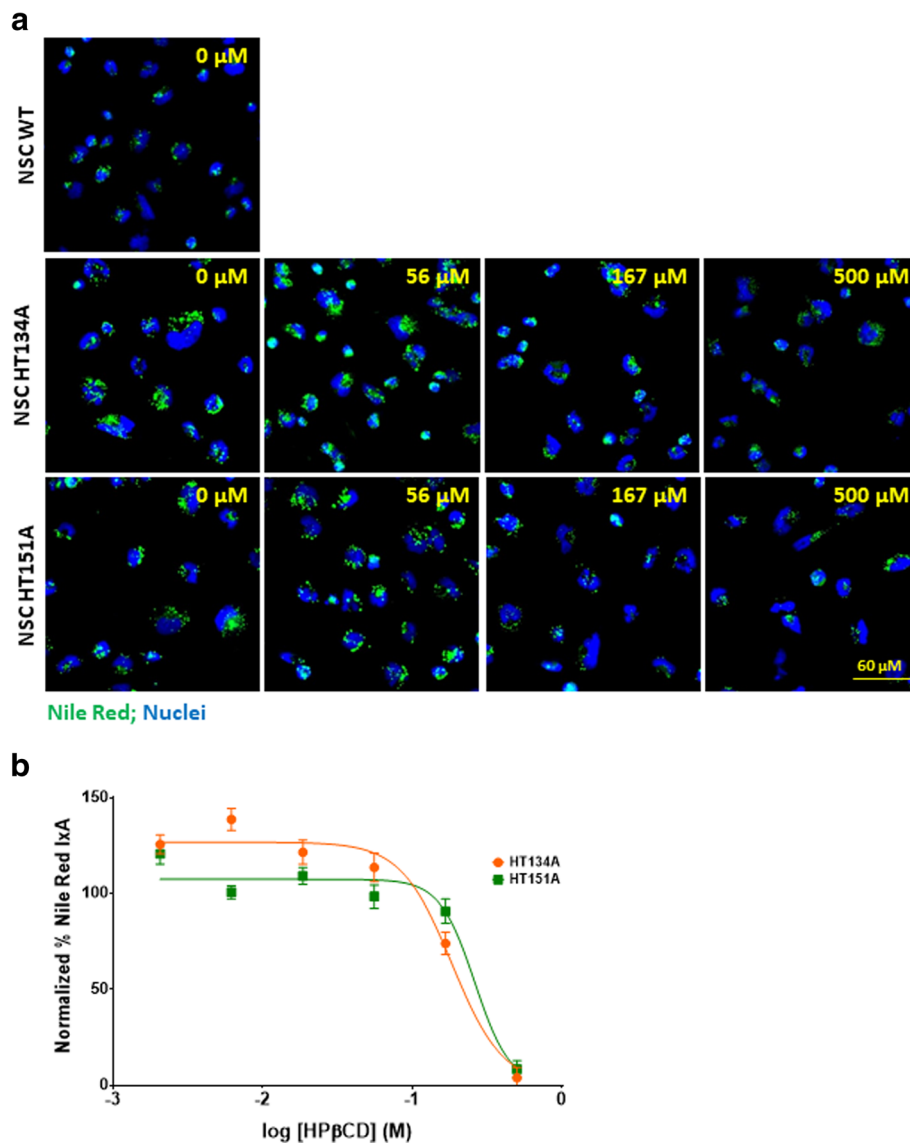 a
NSC WT
0 µM
NSC HT134A
0 µM
56 µM
167 µM
500 µM
NSC HT151A
0 µM
56 µM
167 µM
500 µM
60 µM
Nile Red; Nuclei
b
Normalized % Nile Red IxA
150
100
50
0
-3
-2
-1
0
log [HPβCD] (M)
HT134A
HT151A